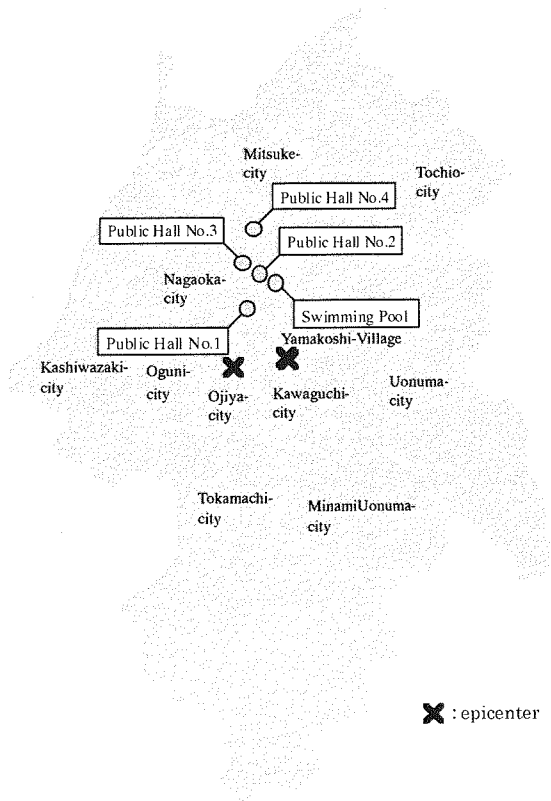 Mitsuke-
city
Tochio-
city
Public Hall No.4
Public Hall No.3
Public Hall No.2
Nagaoka-
city
Swimming Pool
Public Hall No.1
Yamakoshi-Village
Kashiwazaki-
city
Oguni-
city
Ojiya-
city
Kawaguchi-
city
Uonuma-
city
Tokamachi-
city
MinamiUonuma-
city
: epicenter